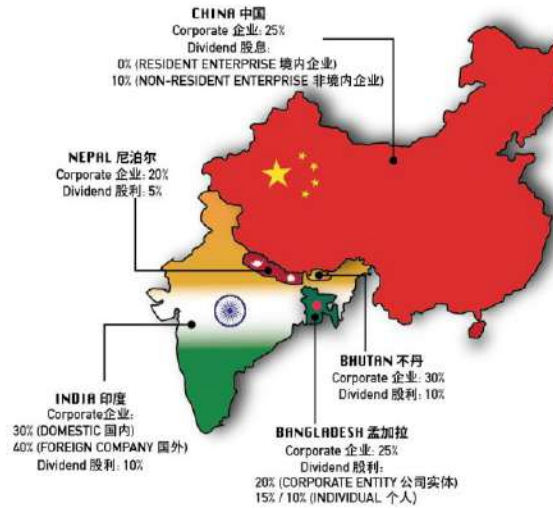 CHINA 中国
Corporate 企业: 25%
Dividend 股息:
0% (RESIDENT ENTERPRISE 境内企业)
10% (NON-RESIDENT ENTERPRISE 非境内企业)
NEPAL 尼泊尔
Corporate 企业: 20%
Dividend 股利: 5%
BHUTAN 不丹
Corporate 企业: 30%
Dividend 股利: 10%
INDIA 印度
Corporate企业:
30% (DOMESTIC 国内)
40% (FOREIGN COMPANY 国外)
Dividend 股利: 10%
BANGLADESH 孟加拉
Corporate 企业: 25%
Dividend 股利:
20% (CORPORATE ENTITY 公司实体)
15% / 10% (INDIVIDUAL 个人)